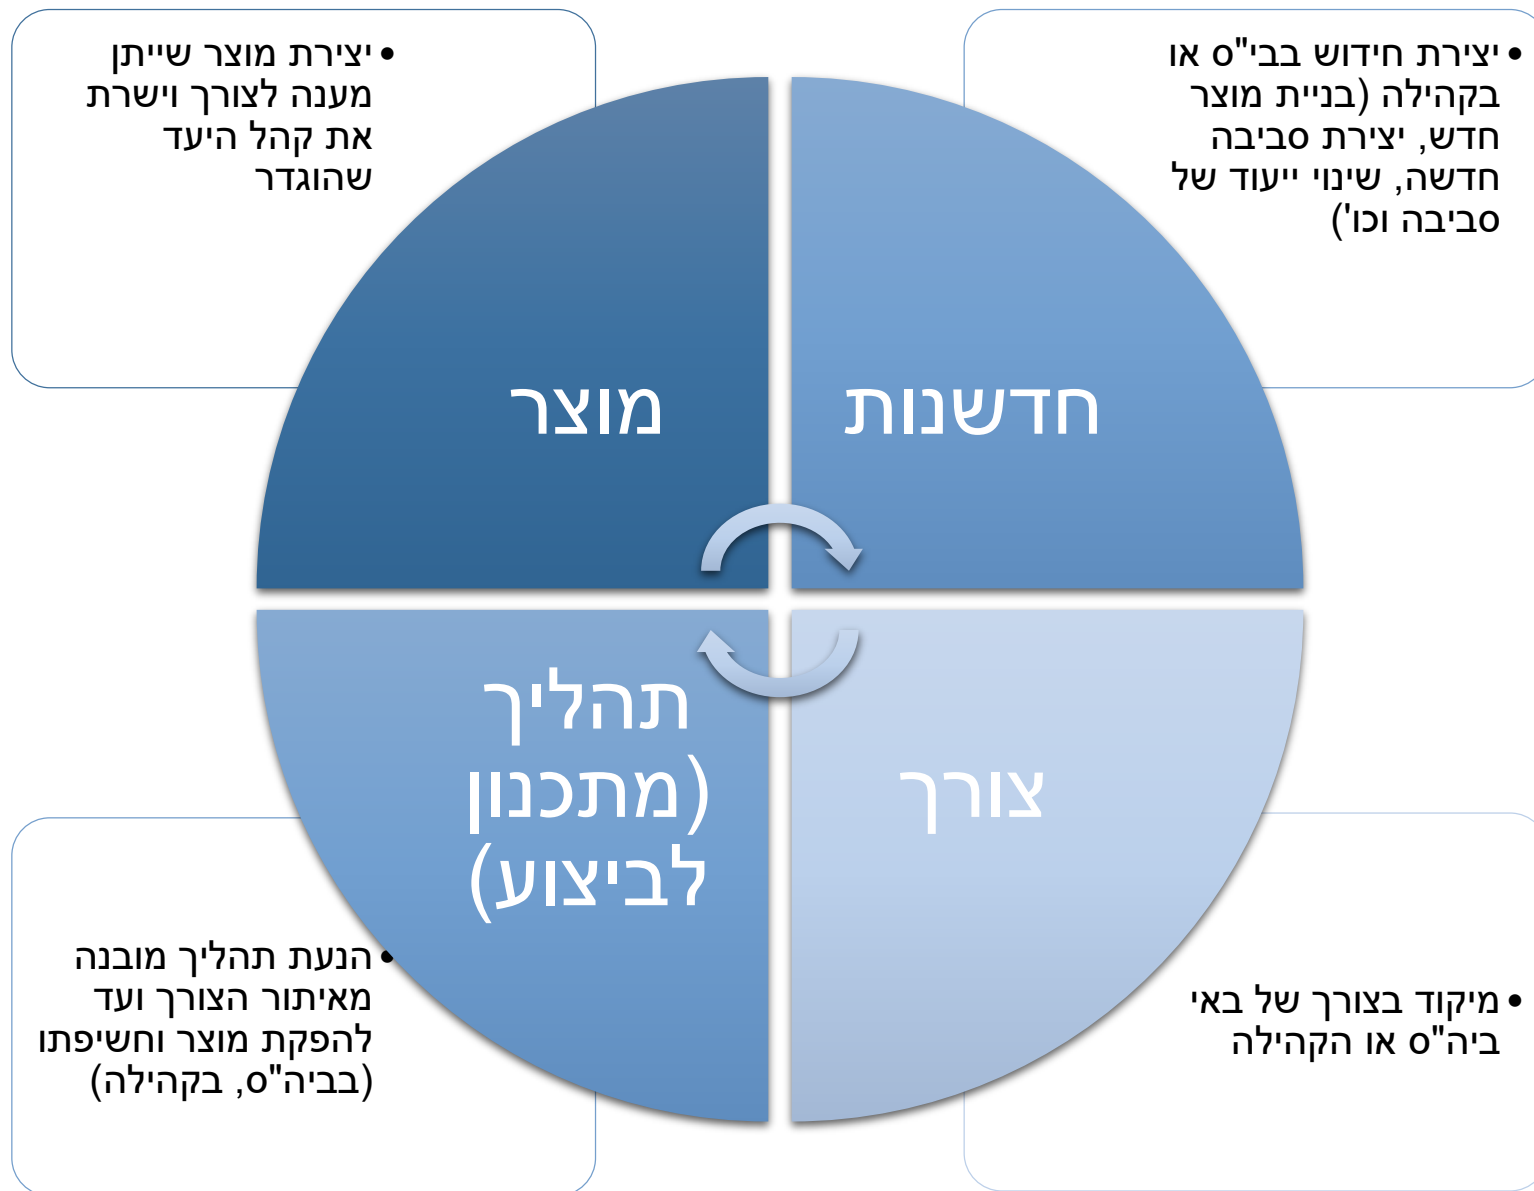 • יצירת חידוש בבי"ס או
בקהילה (בניית מוצר
חדש, יצירת סביבה
חדשה, שינוי ייעוד של
סביבה וכו')
• יצירת מוצר שייתן
מענה לצורך וישרת
את קהל היעד
שהוגדר
חדשנות
מוצר
צורך
תהליך
(מתכנון
לביצוע)
• מיקוד בצורך של באי
ביה"ס או הקהילה
• הנעת תהליך מובנה
מאיתור הצורך ועד
להפקת מוצר וחשיפתו
(בביה"ס, בקהילה)